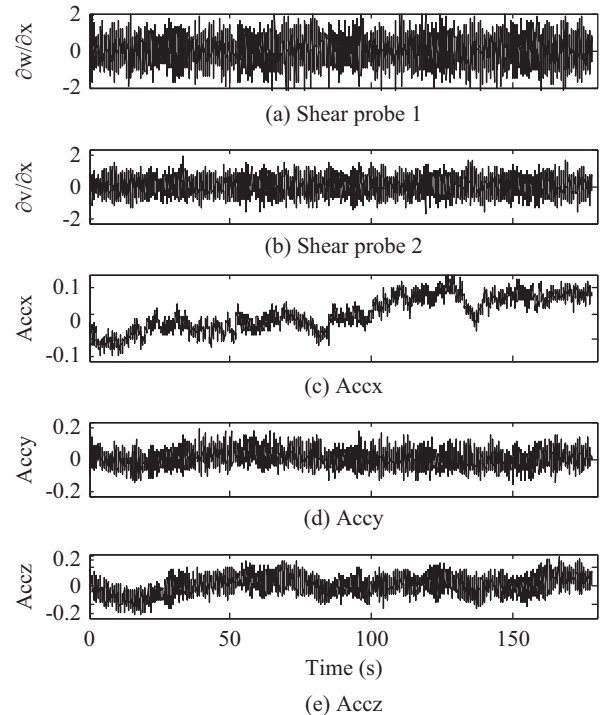 2
0
-2
∂w/∂x
(a) Shear probe 1
2
0
-2
∂v/∂x
(b) Shear probe 2
0.1
0
-0.1
Accx
(c) Accx
0.2
0
-0.2
Accy
(d) Accy
0.2
0
-0.2
Accz
0 50 100 150
Time (s)
(e) Accz